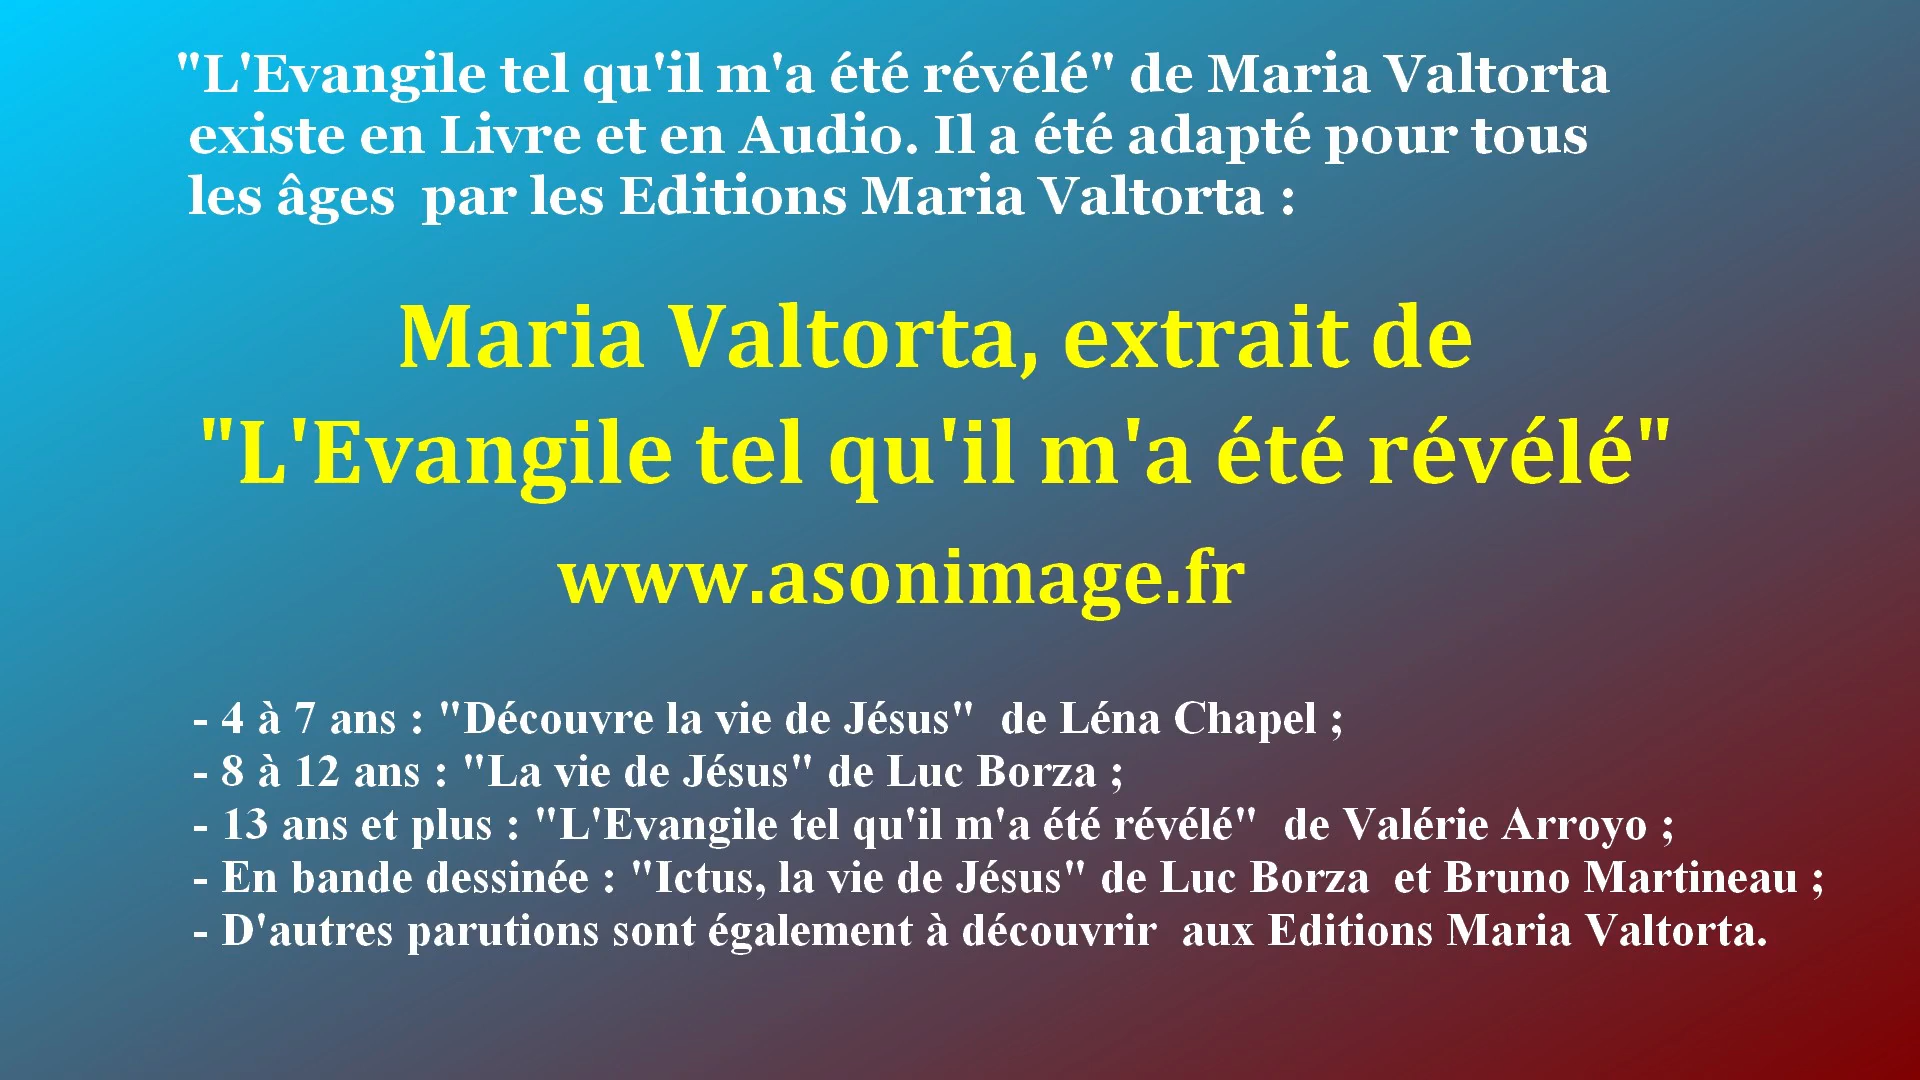 "L'Evangile tel qu'il m'a été révélé" de Maria Valtorta
existe en Livre et en Audio. Il a été adapté pour tous
les âges par les Editions Maria Valtorta :
Maria Valtorta, extrait de
"L'Evangile tel qu'il m'a été révélé"
www.asonimage.fr
- 4 à 7 ans : "Découvre la vie de Jésus" de Léna Chapel ;
- 8 à 12 ans : "La vie de Jésus" de Luc Borza ;
- 13 ans et plus : "L'Evangile tel qu'il m'a été révélé" de Valérie Arroyo ;
- En bande dessinée : "Ictus, la vie de Jésus" de Luc Borza et Bruno Martineau ;
- D'autres parutions sont également à découvrir aux Editions Maria Valtorta.